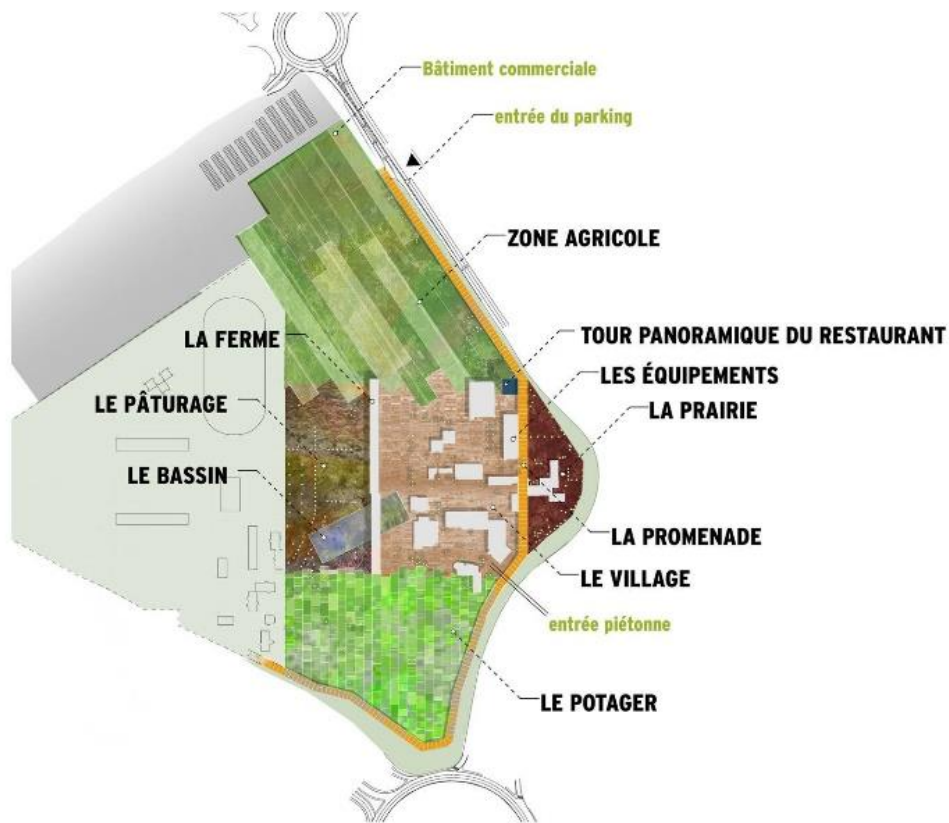 Bâtiment commerciale
entrée du parking
ZONE AGRICOLE
LA FERME
TOUR PANORAMIQUE DU RESTAURANT
LES ÉQUIPEMENTS
LE PÂTURAGE
LA PRAIRIE
LE BASSIN
LA PROMENADE
LE VILLAGE
entrée piétonne
LE POTAGER